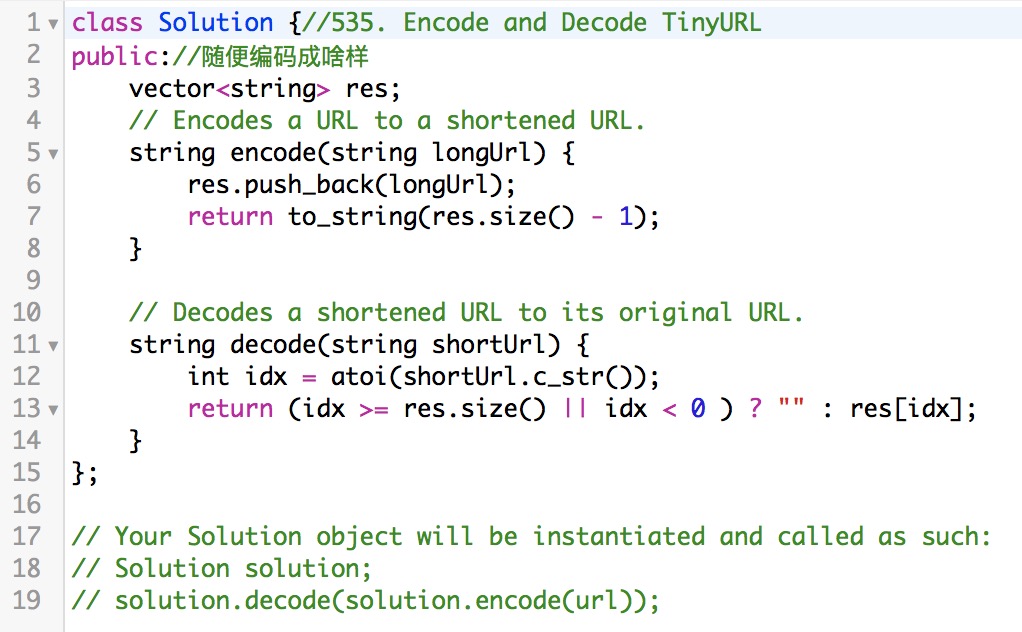 1 class Solution {//535. Encode and Decode TinyURL
2 public://随便编码成啥样
3     vector<string> res;
4     // Encodes a URL to a shortened URL.
5     string encode(string longUrl) {
6         res.push_back(longUrl);
7         return to_string(res.size() - 1);
8     }
9
10     // Decodes a shortened URL to its original URL.
11     string decode(string shortUrl) {
12         int idx = atoi(shortUrl.c_str());
13         return (idx >= res.size() || idx < 0 ) ? "" : res[idx];
14     }
15 };
16
17 // Your Solution object will be instantiated and called as such:
18 // Solution solution;
19 // solution.decode(solution.encode(url));